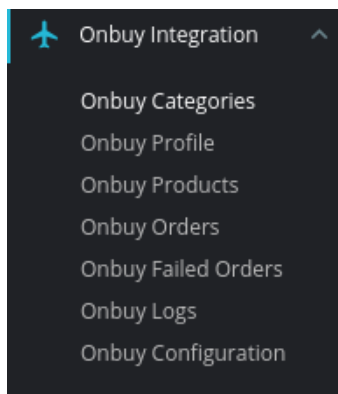 Onbuy Integration
Onbuy Categories
Onbuy Profile
Onbuy Products
Onbuy Orders
Onbuy Failed Orders
Onbuy Logs
Onbuy Configuration